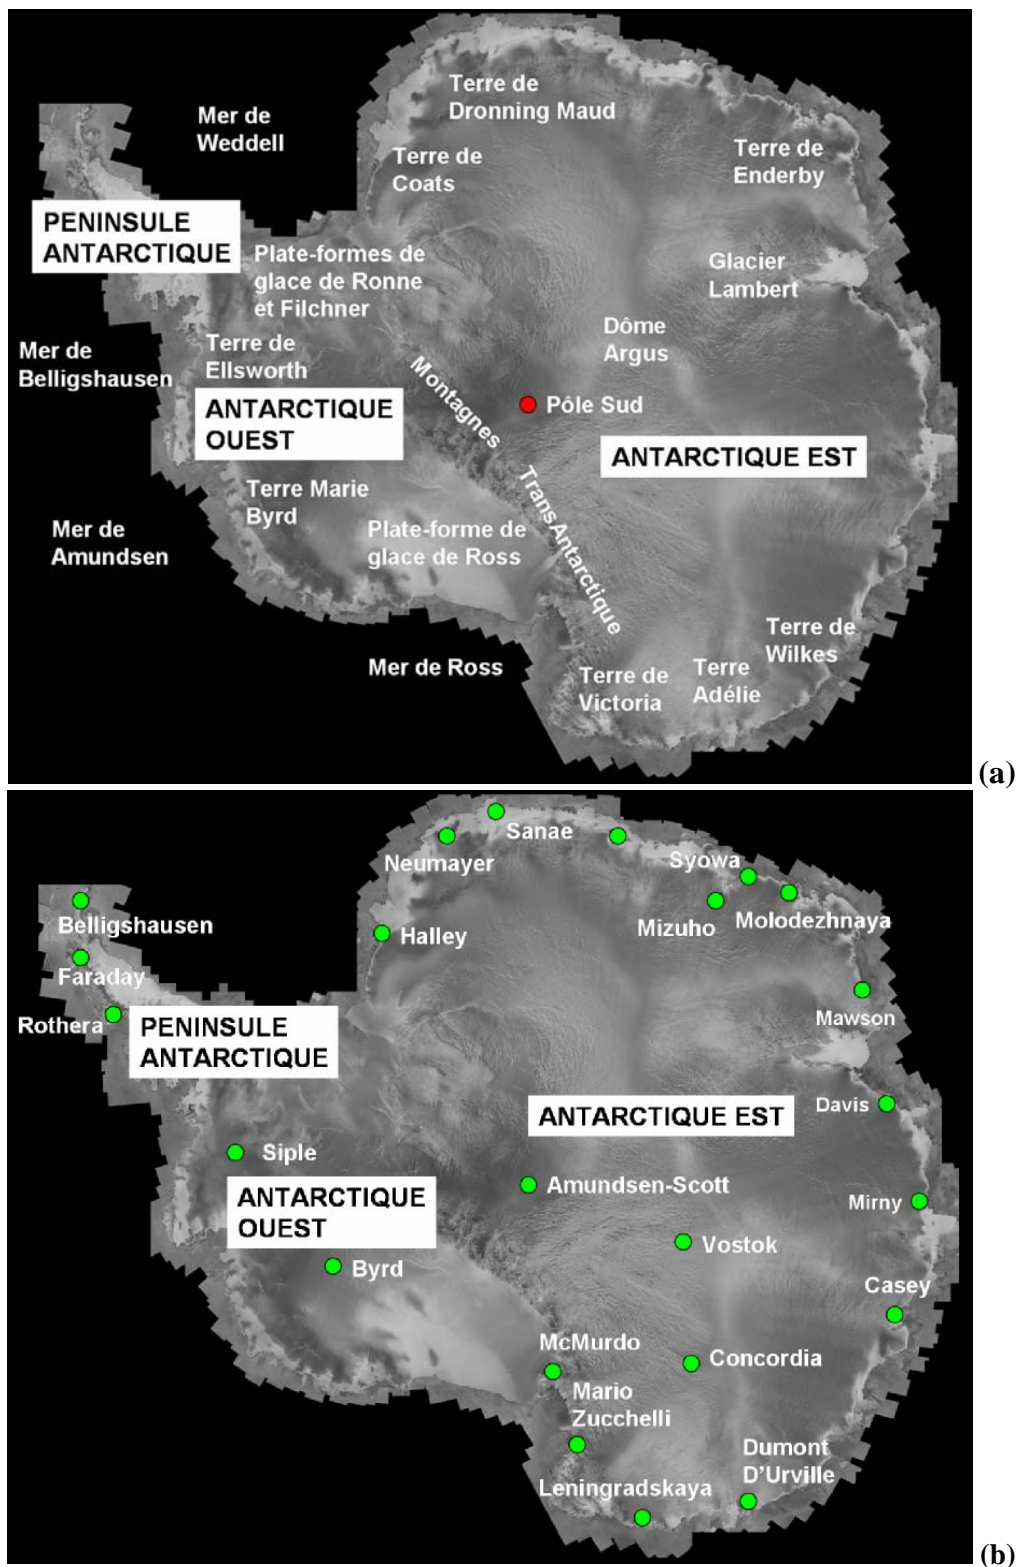 Terre de
Dronning Maud
Mer de
Weddell
Terre de
Coats
Terre de
Enderby
PENINSULE
ANTARCTIQUE
Plate-formes de
glace de Ronne
et Filchner
Glacier
Lambert
Dôme
Argus
Mer de
Belligshausen
Terre de
Ellsworth
Montagnes
TransAntarctique
Pôle Sud
ANTARCTIQUE
OUEST
ANTARCTIQUE EST
Terre Marie
Byrd
Mer de
Amundsen
Plate-forme de
glace de Ross
Terre de
Wilkes
Mer de Ross
Terre de
Victoria
Terre
Adélie
(a)
Sanae
Neumayer
Syowa
Belligshausen
Halley
Mizuho
Molodezhnaya
Faraday
Rothera
Mawson
PENINSULE
ANTARCTIQUE
ANTARCTIQUE EST
Davis
Siple
ANTARCTIQUE
OUEST
Amundsen-Scott
Mirny
Vostok
Byrd
Casey
McMurdo
Concordia
Mario
Zucchelli
Dumont
D'Urville
Leningradskaya
(b)